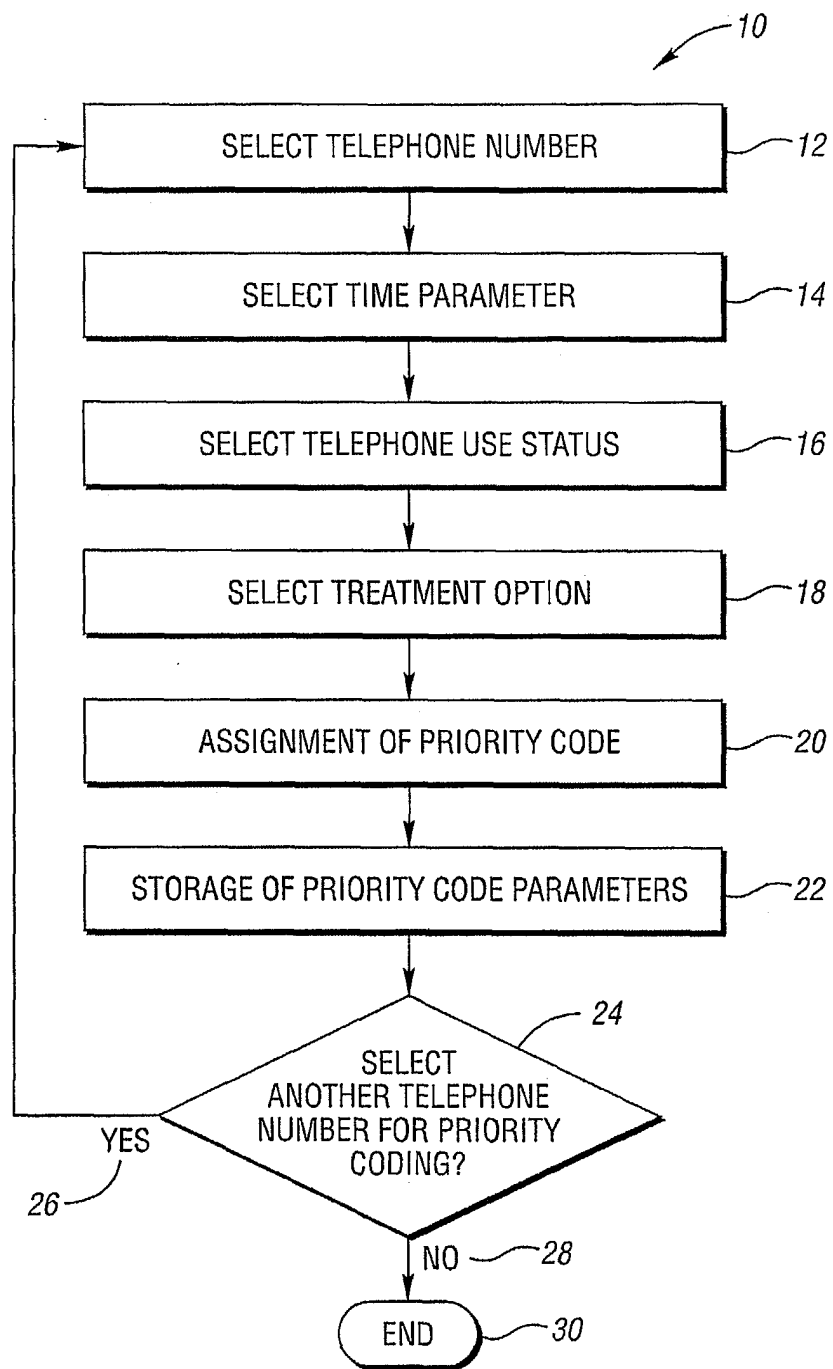 10
SELECT TELEPHONE NUMBER
12
SELECT TIME PARAMETER
14
SELECT TELEPHONE USE STATUS
16
SELECT TREATMENT OPTION
18
ASSIGNMENT OF PRIORITY CODE
20
STORAGE OF PRIORITY CODE PARAMETERS
22
24
SELECT
ANOTHER TELEPHONE
NUMBER FOR PRIORITY
CODING?
YES
26
NO
28
END
30